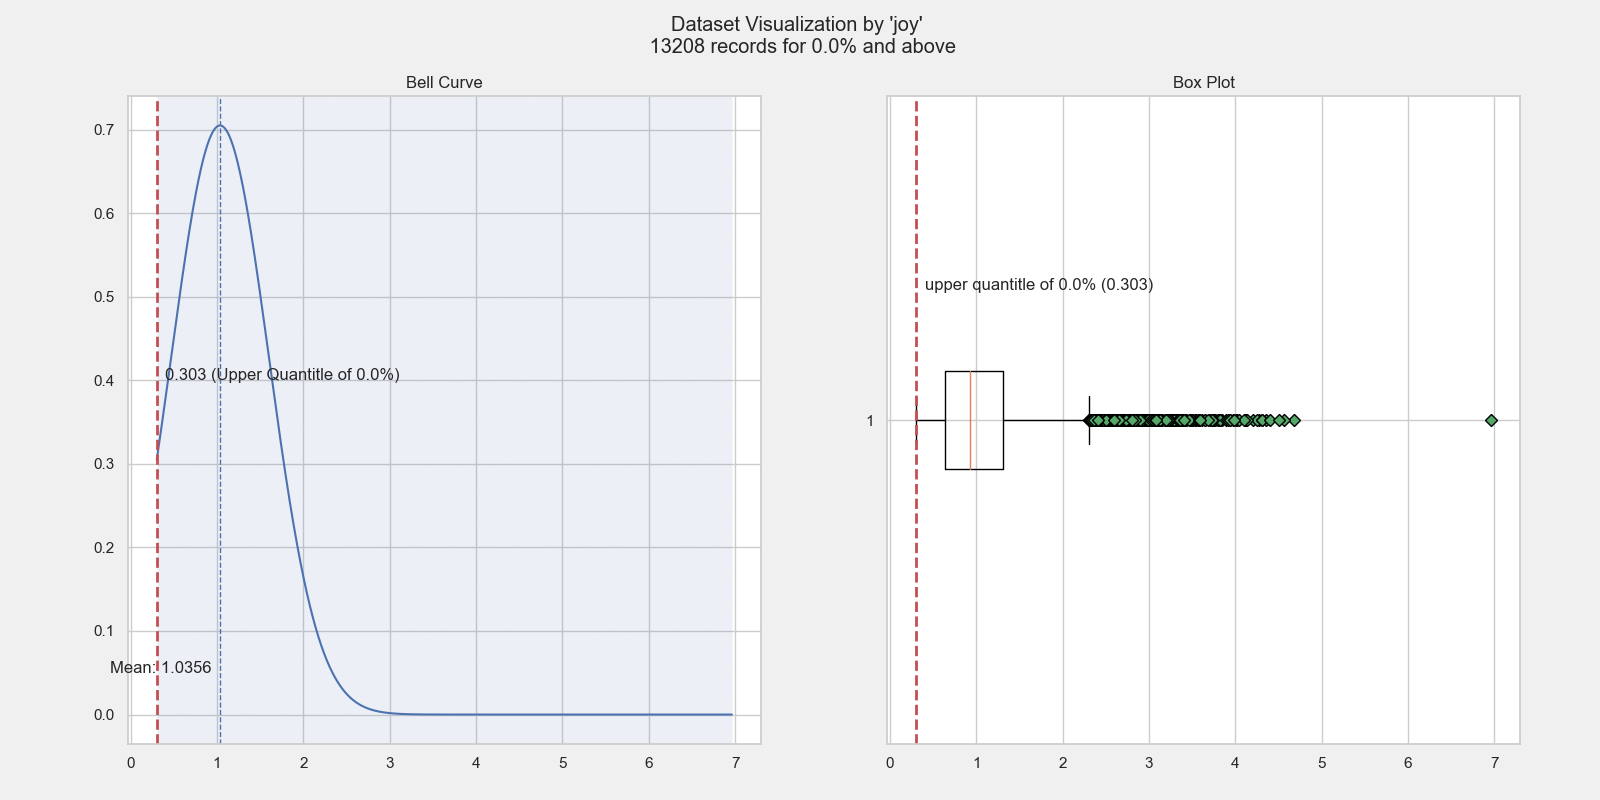 Dataset Visualization by 'joy'
13208 records for 0.0% and above
Bell Curve
0.7
0.6
0.5
0.4
0.3
0.2
0.1
0.0
0.303 (Upper Quantitle of 0.0%)
Mean: 1.0356
0 1 2 3 4 5 6 7
Box Plot
upper quantitle of 0.0% (0.303)
1
0 1 2 3 4 5 6 7